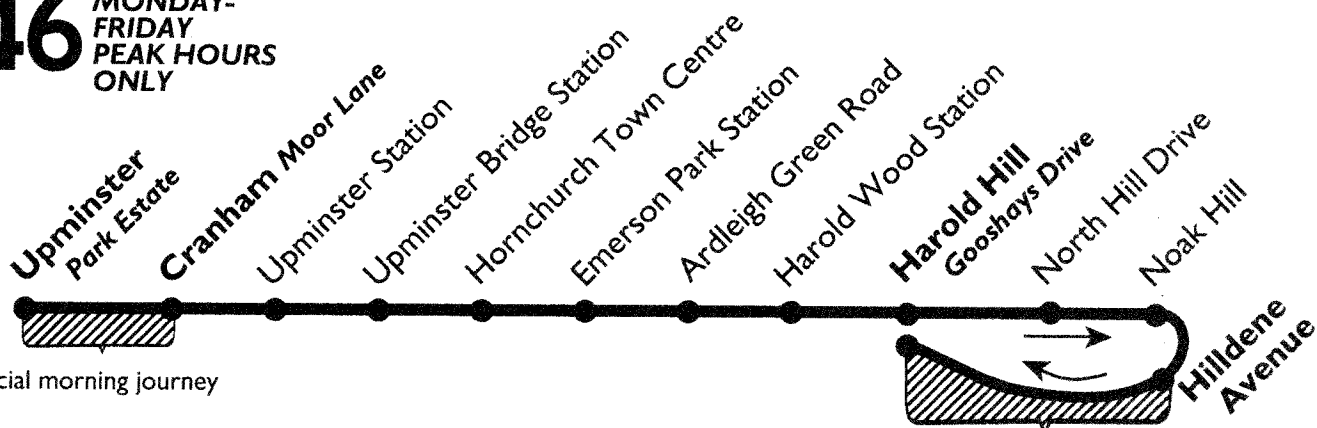 46
MONDAY-
FRIDAY
PEAK HOURS
ONLY
Upminster
Park Estate
Cranham Moor Lane
Upminster Station
Upminster Bridge Station
Hornchurch Town Centre
Emerson Park Station
Ardleigh Green Road
Harold Wood Station
Harold Hill
Gooshays Drive
North Hill Drive
Noak Hill
Hilldene
Avenue
morning journey